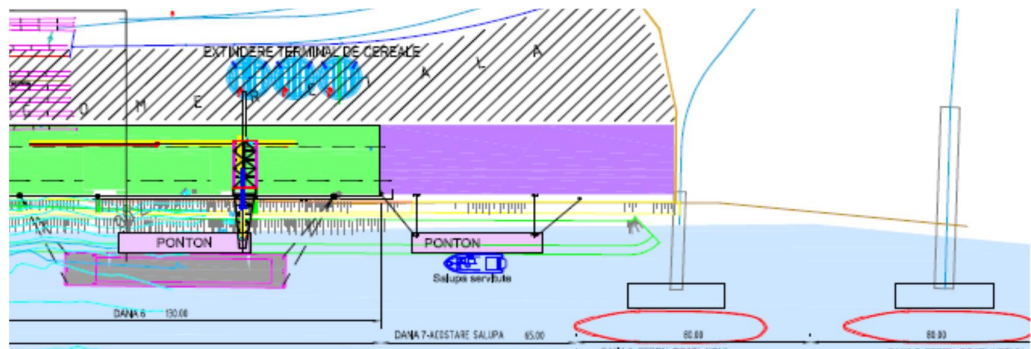 EXTINDERE TERMINAL DE CEREALE
C O M E R C I A L A
PONTON
PONTON
Salupa servitute
DANA 6 130.00
DANA 7-ACOSTARE SALUPA 65.00
80.00
80.00